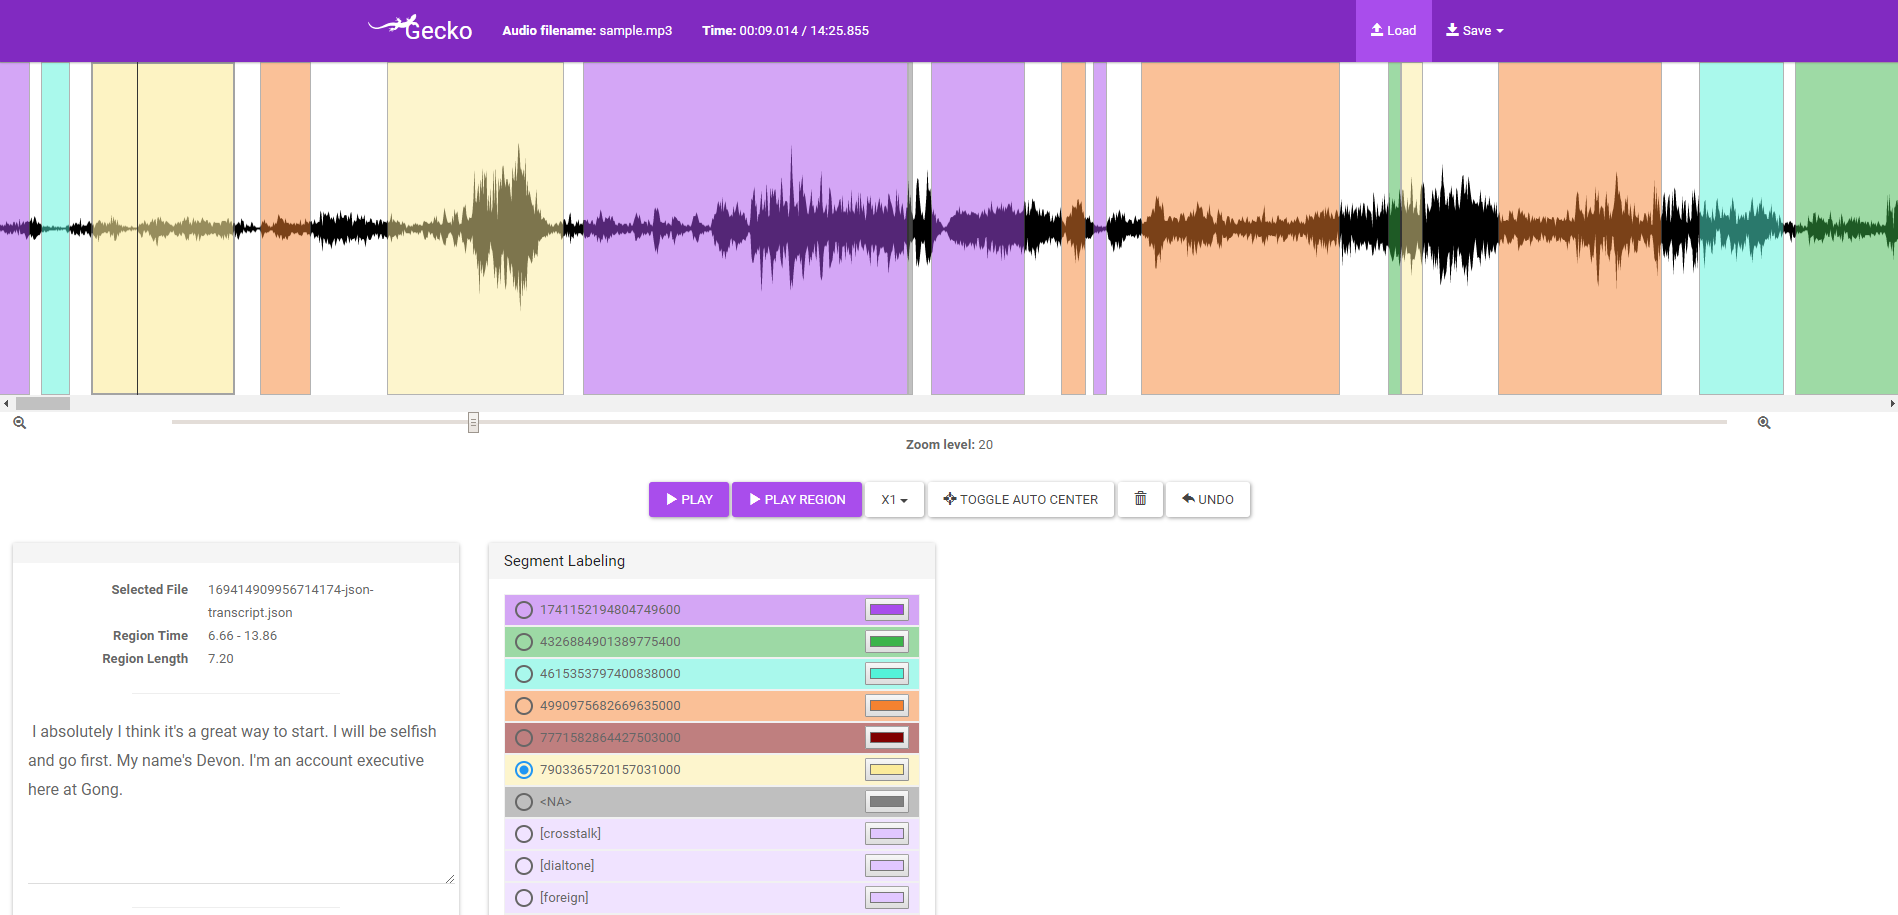 Gecko
Audio filename: sample.mp3
Time: 00:09.014 / 14:25.855
Load
Save
Zoom level: 20
PLAY
PLAY REGION
X1
TOGGLE AUTO CENTER
UNDO
Selected File 169414909956714174-json-
transcript.json
Region Time 6.66 - 13.86
Region Length 7.20
I absolutely I think it's a great way to start. I will be selfish
and go first. My name's Devon. I'm an account executive
here at Gong.
Segment Labeling
1741152194804749600
4326884901389775400
4615353797400838000
4990975682669635000
7771582864427503000
7903365720157031000
<NA>
[crosstalk]
[dialtone]
[foreign]